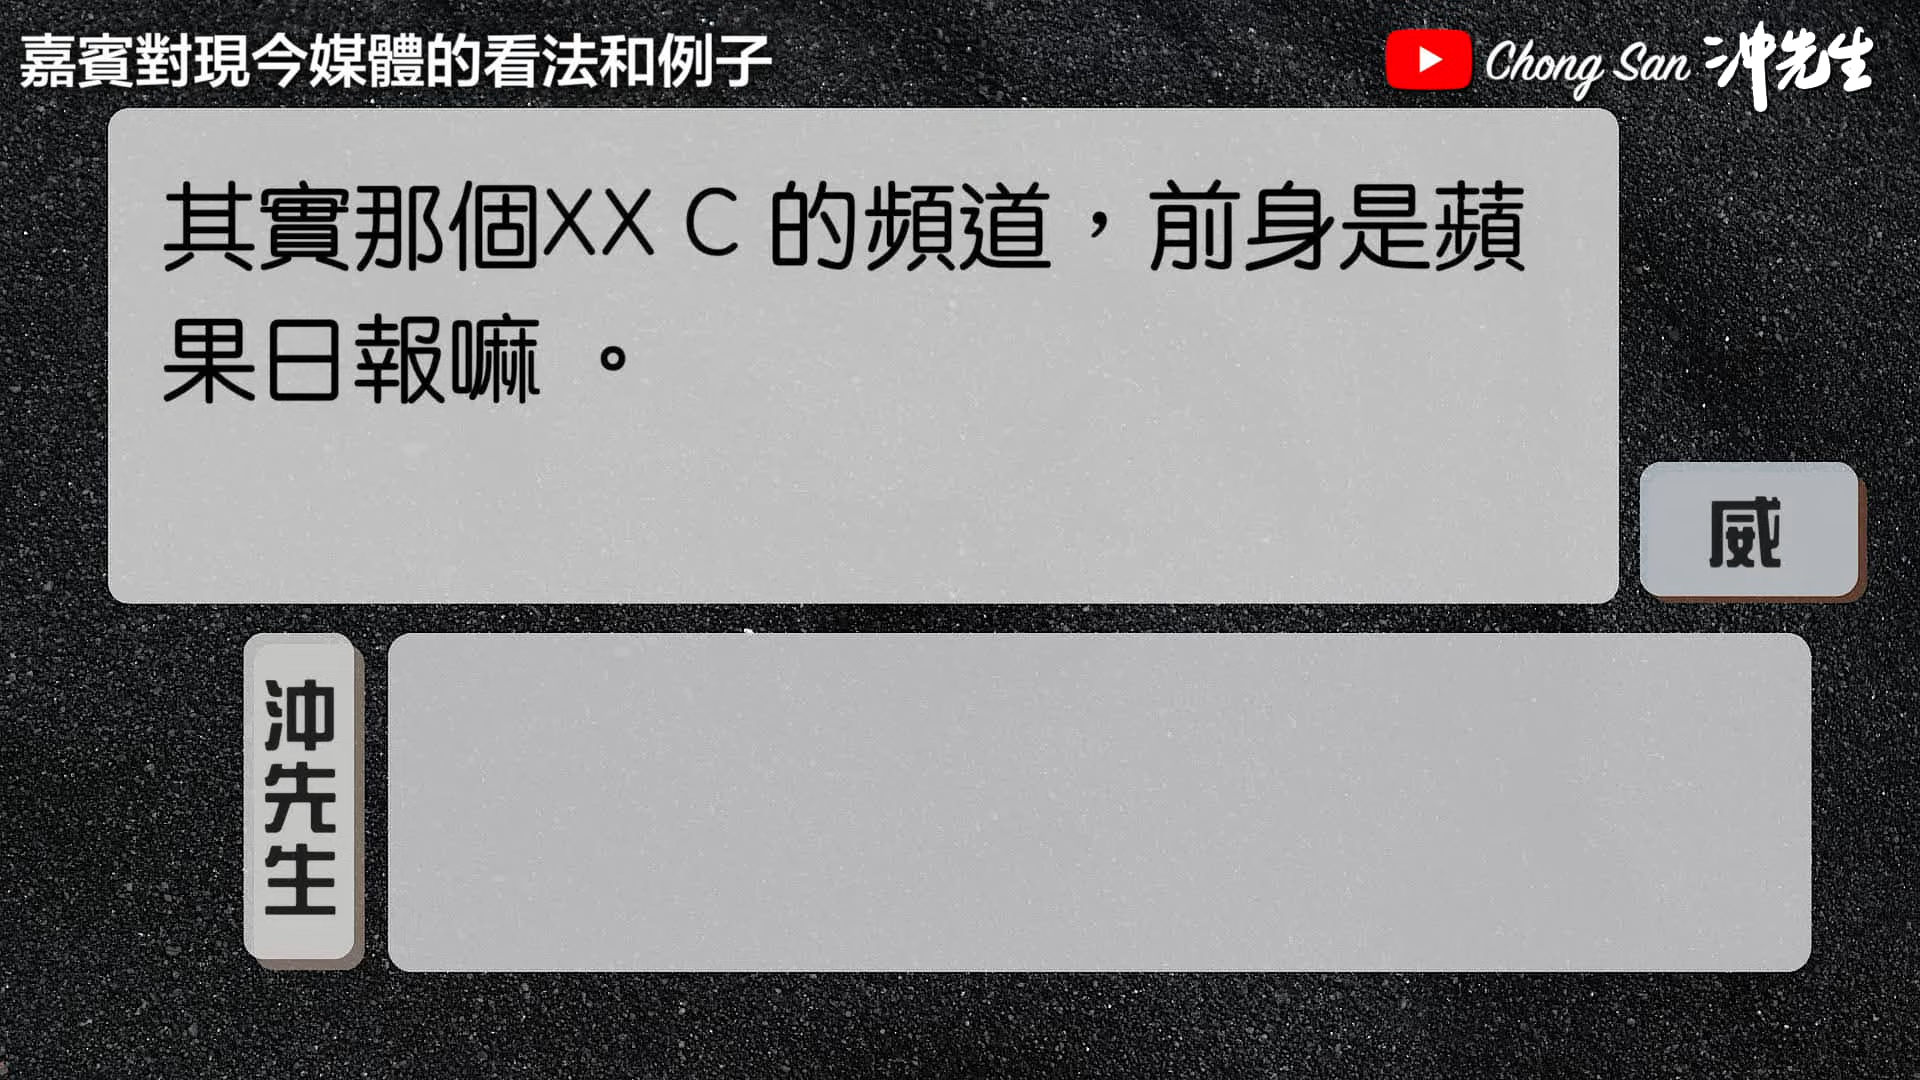 嘉賓對現今媒體的看法和例子
Chong San 沖先生
其實那個XX C 的頻道，前身是蘋
果日報嘛 。
威
沖先生